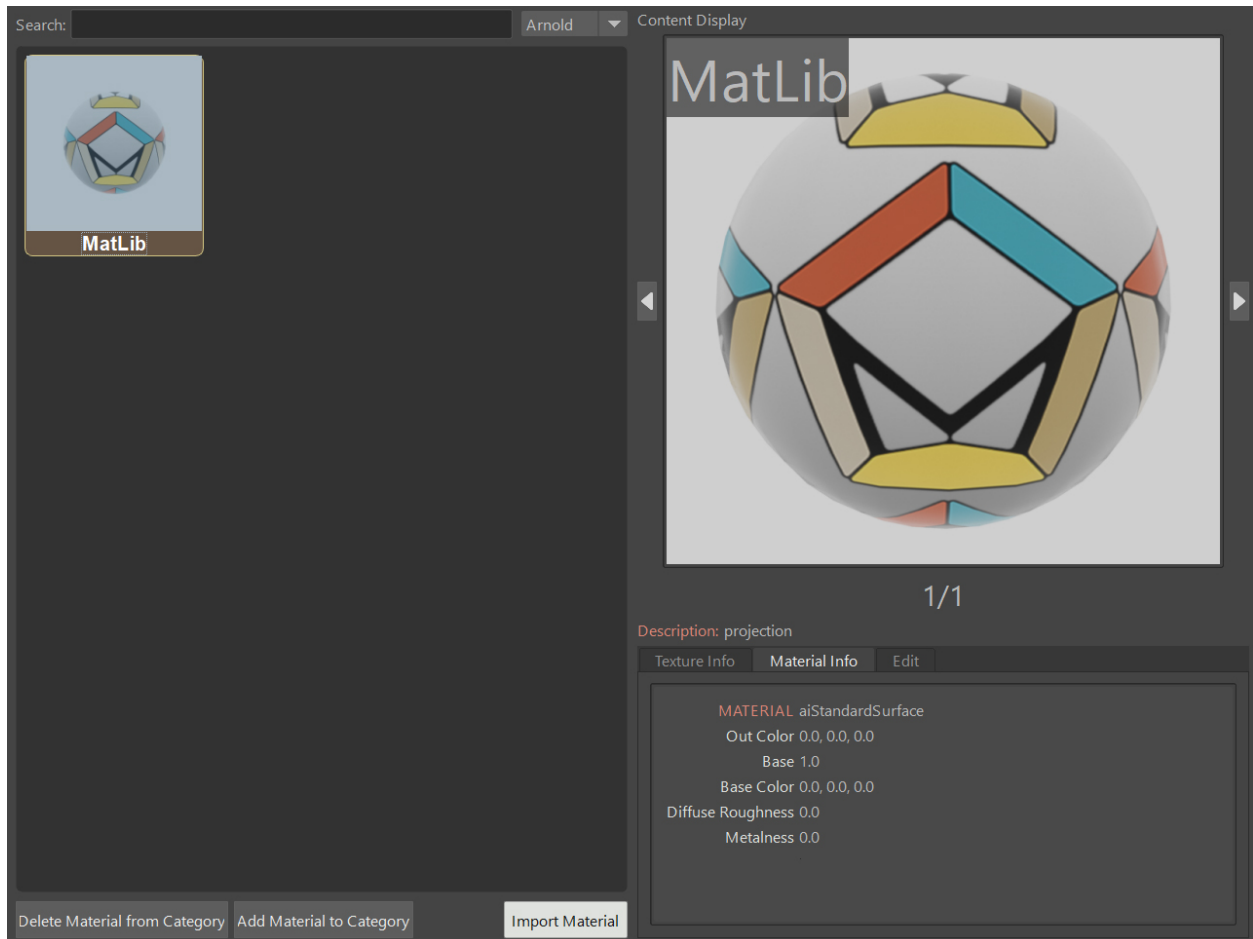 Search:
Arnold
MatLib
Delete Material from Category
Add Material to Category
Import Material
Content Display
MatLib
1/1
Description: projection
Texture Info
Material Info
Edit
MATERIAL aiStandardSurface
Out Color 0.0, 0.0, 0.0
Base 1.0
Base Color 0.0, 0.0, 0.0
Diffuse Roughness 0.0
Metalness 0.0